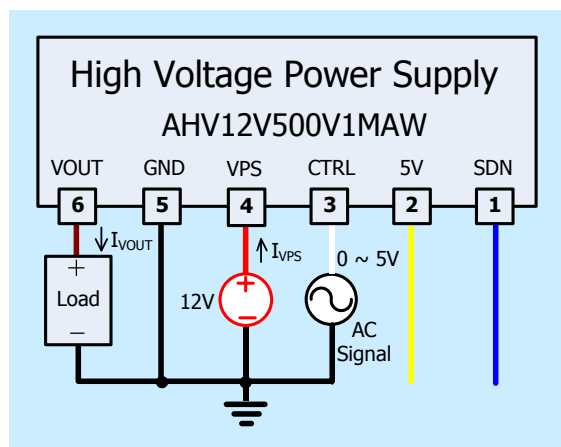 High Voltage Power Supply
AHV12V500V1MAW
VOUT GND VPS CTRL 5V SDN
6 5 4 3 2 1
IVOUT IVPS 0 ~ 5V
+ +
Load 12V
− −
AC
Signal